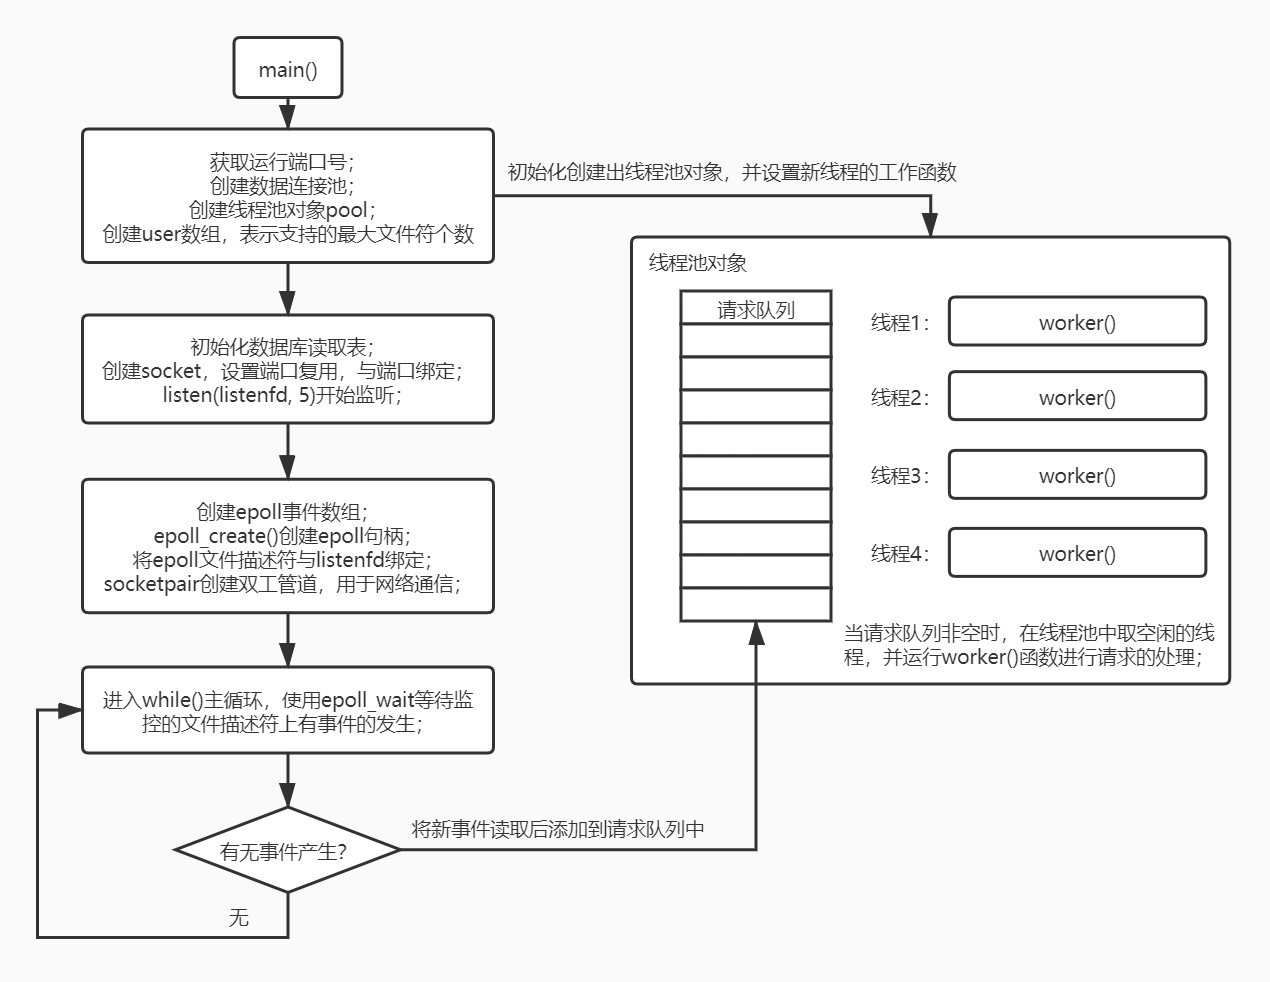 main()
获取运行端口号；
创建数据连接池；
创建线程池对象pool；
创建user数组，表示支持的最大文件符个数
初始化创建出线程池对象，并设置新线程的工作函数
初始化数据库读取表；
创建socket，设置端口复用，与端口绑定；
listen(listenfd, 5)开始监听；
创建epoll事件数组；
epoll_create()创建epoll句柄；
将epoll文件描述符与listenfd绑定；
socketpair创建双工管道，用于网络通信；
进入while()主循环，使用epoll_wait等待监
控的文件描述符上有事件的发生；
有无事件产生？
无
将新事件读取后添加到请求队列中
线程池对象
请求队列
线程1：
worker()
线程2：
worker()
线程3：
worker()
线程4：
worker()
当请求队列非空时，在线程池中取空闲的线
程，并运行worker()函数进行请求的处理；